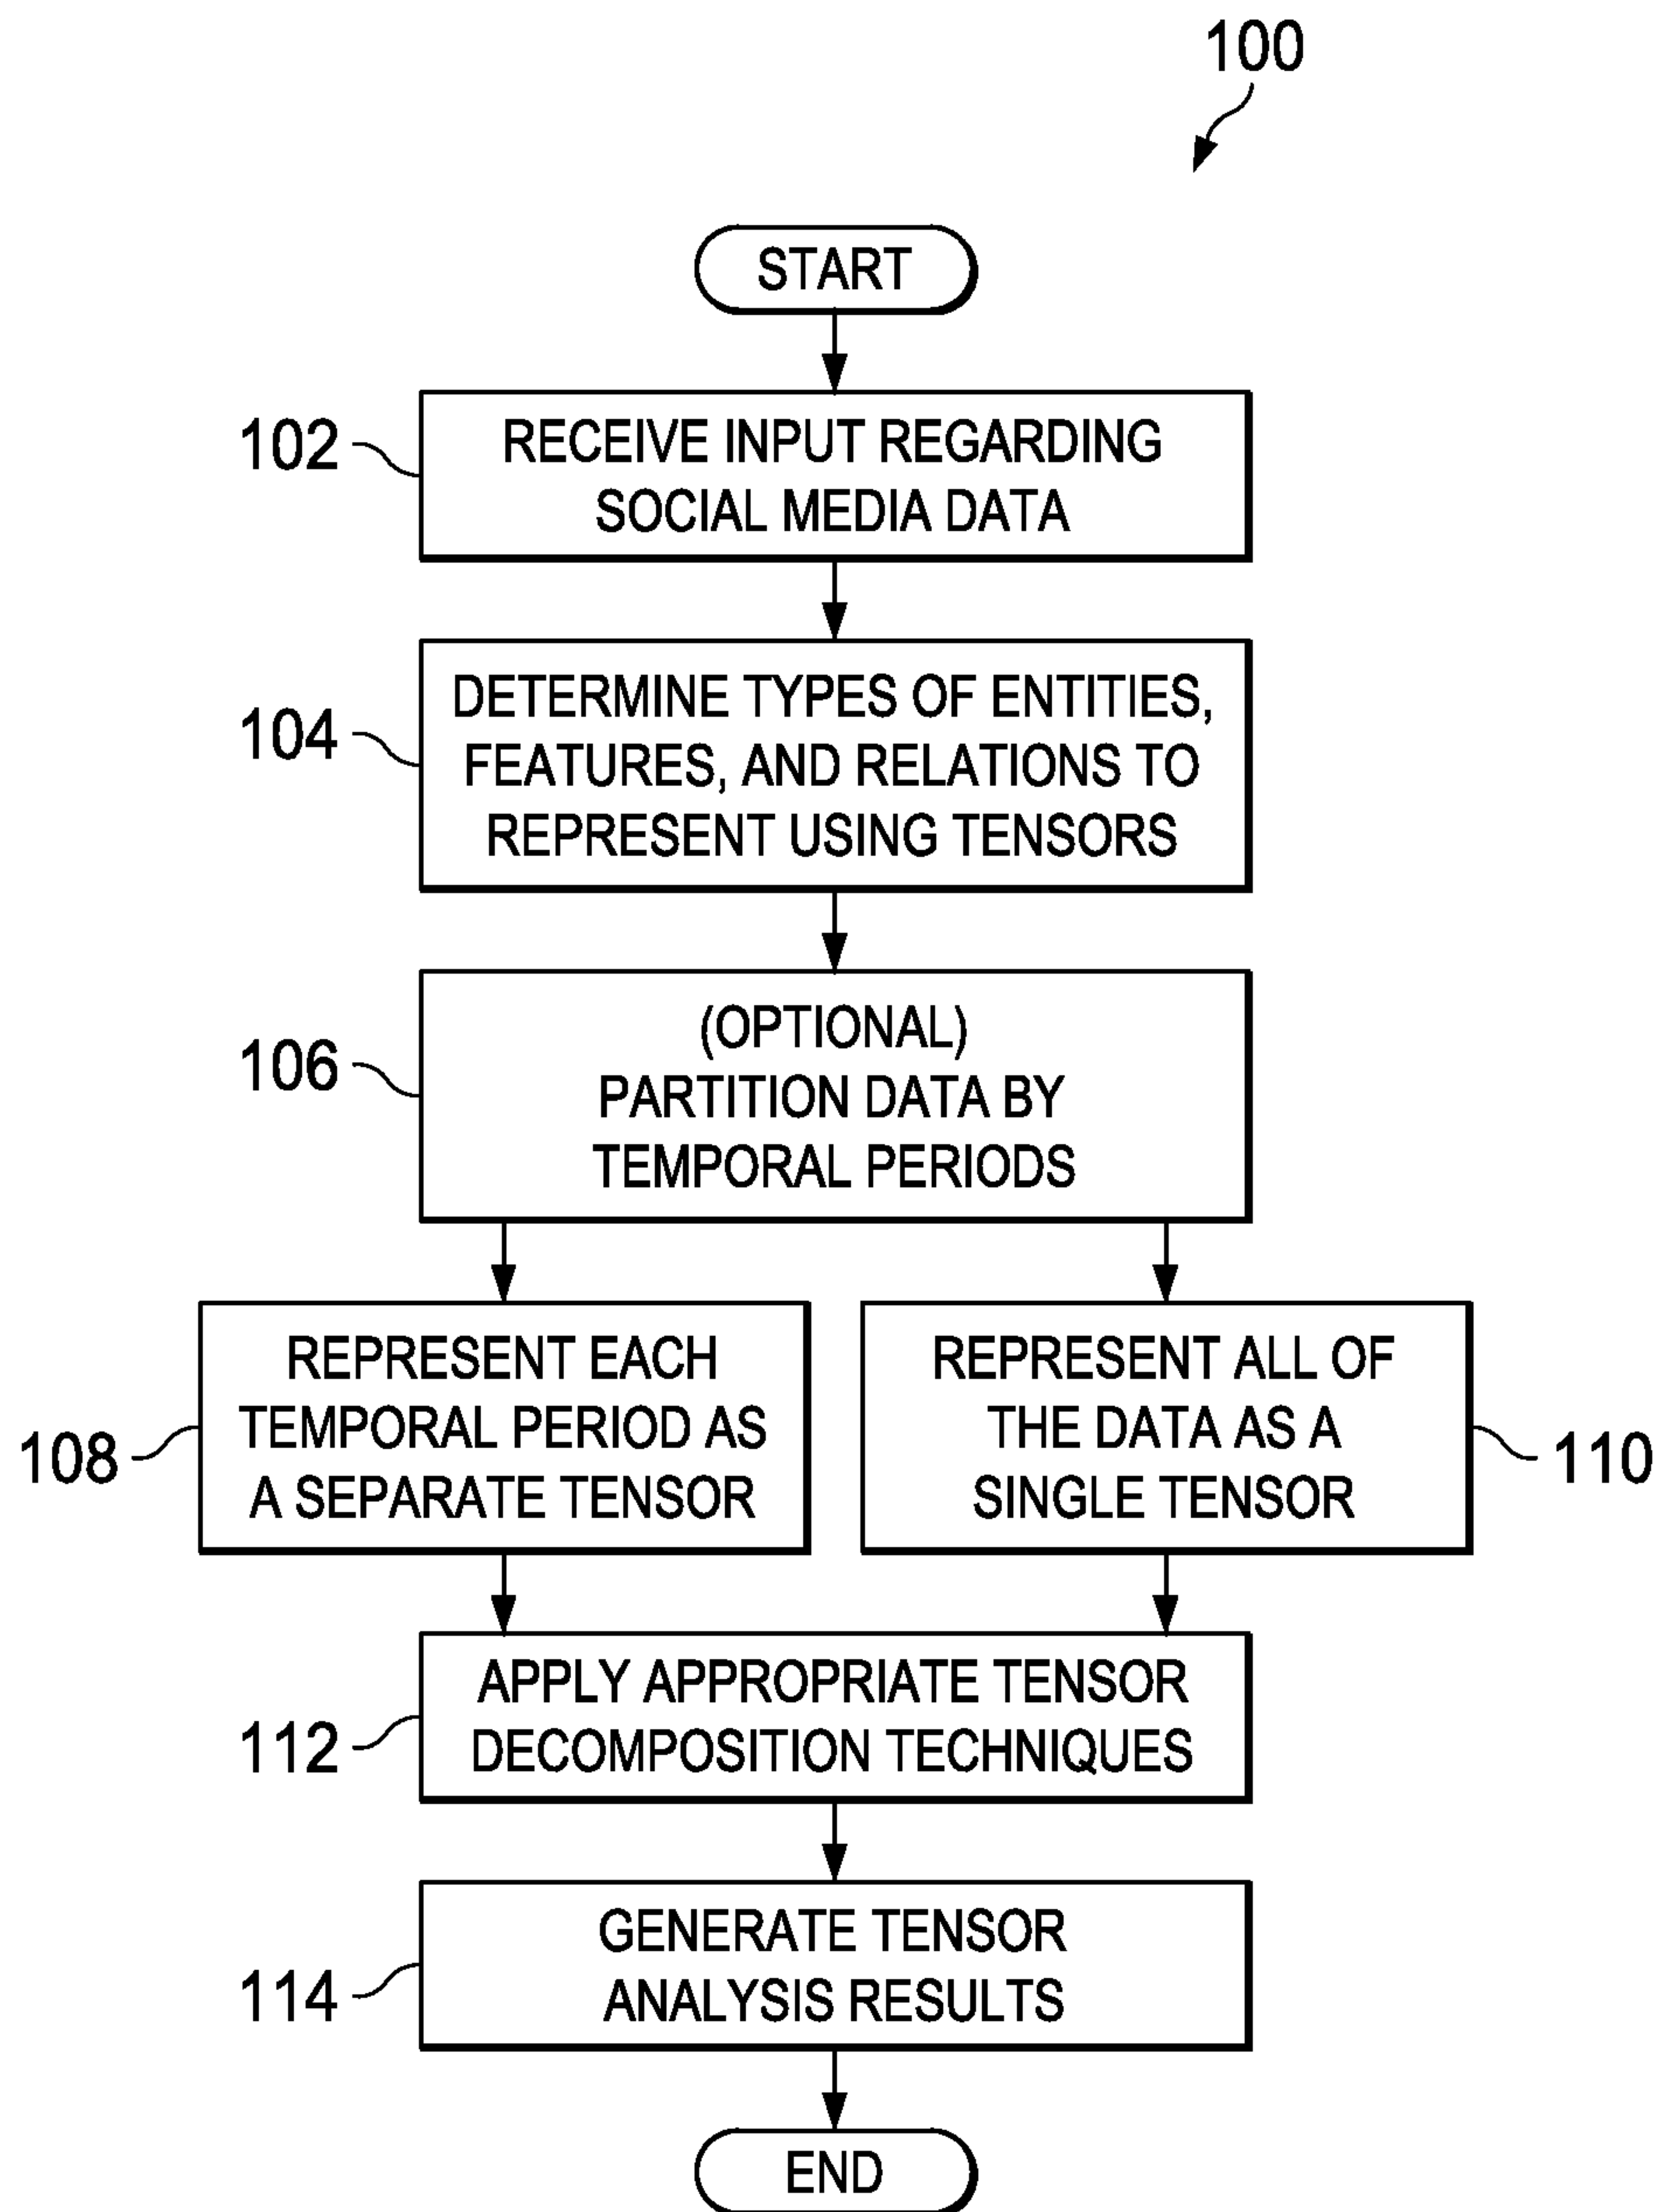 100
START
102
RECEIVE INPUT REGARDING
SOCIAL MEDIA DATA
104
DETERMINE TYPES OF ENTITIES,
FEATURES, AND RELATIONS TO
REPRESENT USING TENSORS
106
(OPTIONAL)
PARTITION DATA BY
TEMPORAL PERIODS
108
REPRESENT EACH
TEMPORAL PERIOD AS
A SEPARATE TENSOR
REPRESENT ALL OF
THE DATA AS A
SINGLE TENSOR
110
112
APPLY APPROPRIATE TENSOR
DECOMPOSITION TECHNIQUES
114
GENERATE TENSOR
ANALYSIS RESULTS
END